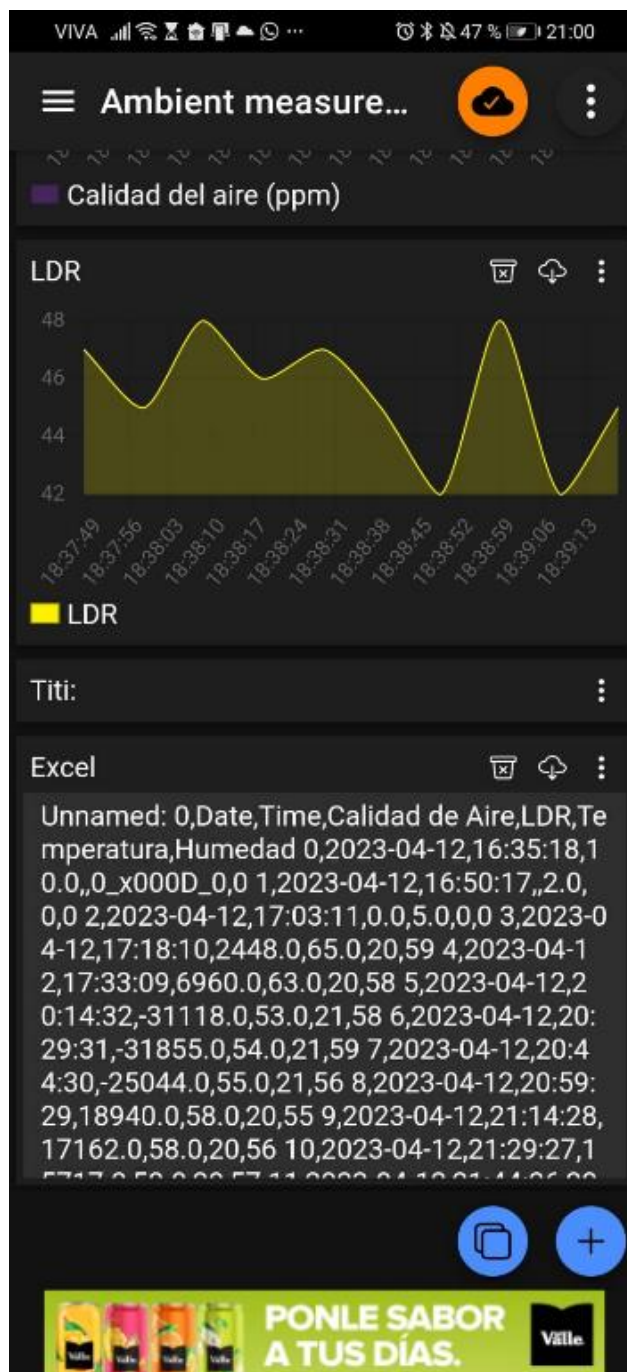 VIVA ... 47 % 21:00
Ambient measure...
Calidad del aire (ppm)
LDR
48
46
44
42
18:37:49 18:37:56 18:38:03 18:38:10 18:38:17 18:38:24 18:38:31 18:38:38 18:38:45 18:38:52 18:38:59 18:39:06 18:39:13
LDR
Titi:
Excel
Unnamed: 0,Date,Time,Calidad de Aire,LDR,Te
mperatura,Humedad 0,2023-04-12,16:35:18,1
0.0,,0_x000D_0,0 1,2023-04-12,16:50:17,,2.0,
0,0 2,2023-04-12,17:03:11,0.0,5.0,0,0 3,2023-0
4-12,17:18:10,2448.0,65.0,20,59 4,2023-04-1
2,17:33:09,6960.0,63.0,20,58 5,2023-04-12,2
0:14:32,-31118.0,53.0,21,58 6,2023-04-12,20:
29:31,-31855.0,54.0,21,59 7,2023-04-12,20:4
4:30,-25044.0,55.0,21,56 8,2023-04-12,20:59:
29,18940.0,58.0,20,55 9,2023-04-12,21:14:28,
17162.0,58.0,20,56 10,2023-04-12,21:29:27,1
PONLE SABOR
A TUS DÍAS.
Valle